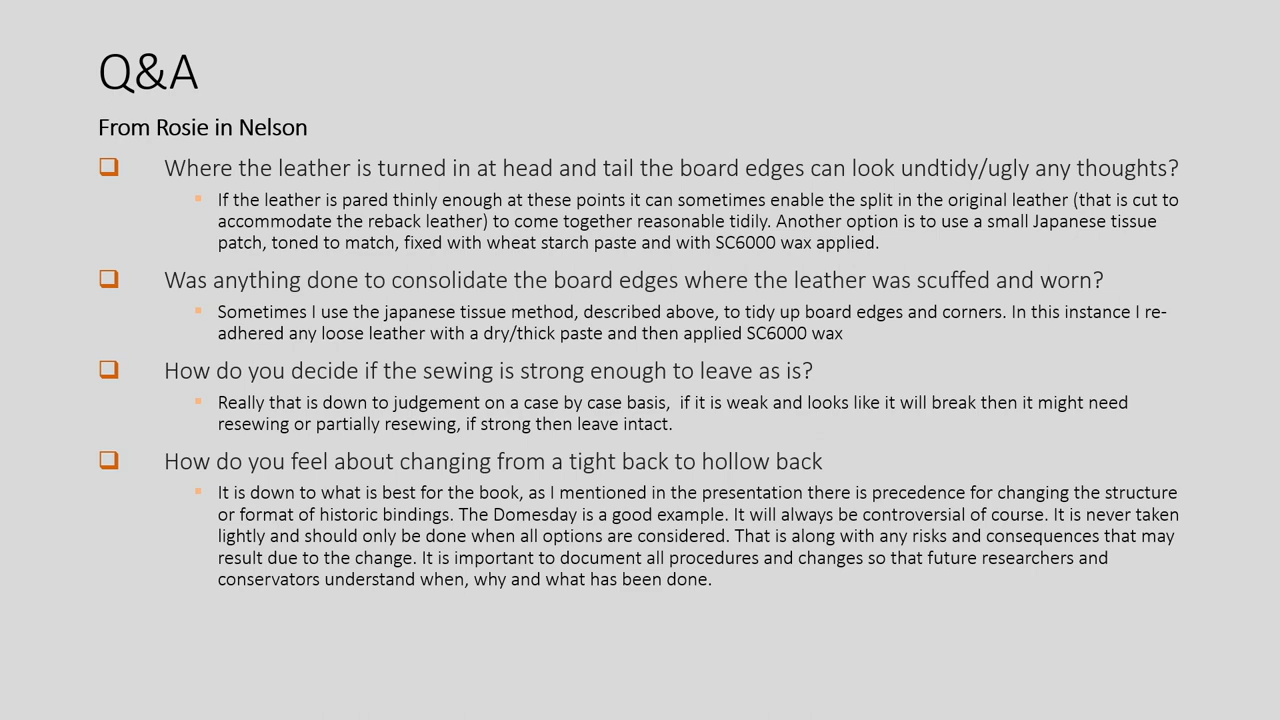 Q&A
From Rosie in Nelson
Where the leather is turned in at head and tail the board edges can look undtidy/ugly any thoughts?
If the leather is pared thinly enough at these points it can sometimes enable the split in the original leather (that is cut to
accommodate the reback leather) to come together reasonable tidily. Another option is to use a small Japanese tissue
patch, toned to match, fixed with wheat starch paste and with SC6000 wax applied.
Was anything done to consolidate the board edges where the leather was scuffed and worn?
Sometimes I use the japanese tissue method, described above, to tidy up board edges and corners. In this instance I re-
adhered any loose leather with a dry/thick paste and then applied SC6000 wax
How do you decide if the sewing is strong enough to leave as is?
Really that is down to judgement on a case by case basis,  if it is weak and looks like it will break then it might need
resewing or partially resewing, if strong then leave intact.
How do you feel about changing from a tight back to hollow back
It is down to what is best for the book, as I mentioned in the presentation there is precedence for changing the structure
or format of historic bindings. The Domesday is a good example. It will always be controversial of course. It is never taken
lightly and should only be done when all options are considered. That is along with any risks and consequences that may
result due to the change. It is important to document all procedures and changes so that future researchers and
conservators understand when, why and what has been done.